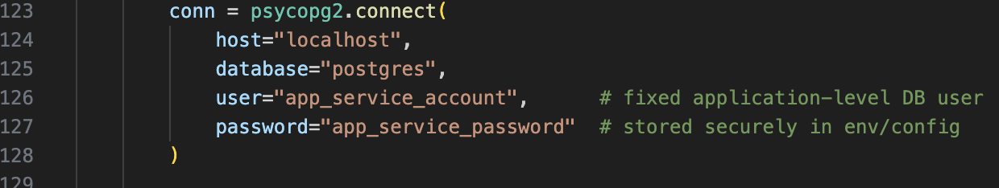 123 conn = psycopg2.connect(
124 host="localhost",
125 database="postgres",
126 user="app_service_account", # fixed application-level DB user
127 password="app_service_password" # stored securely in env/config
128 )
129